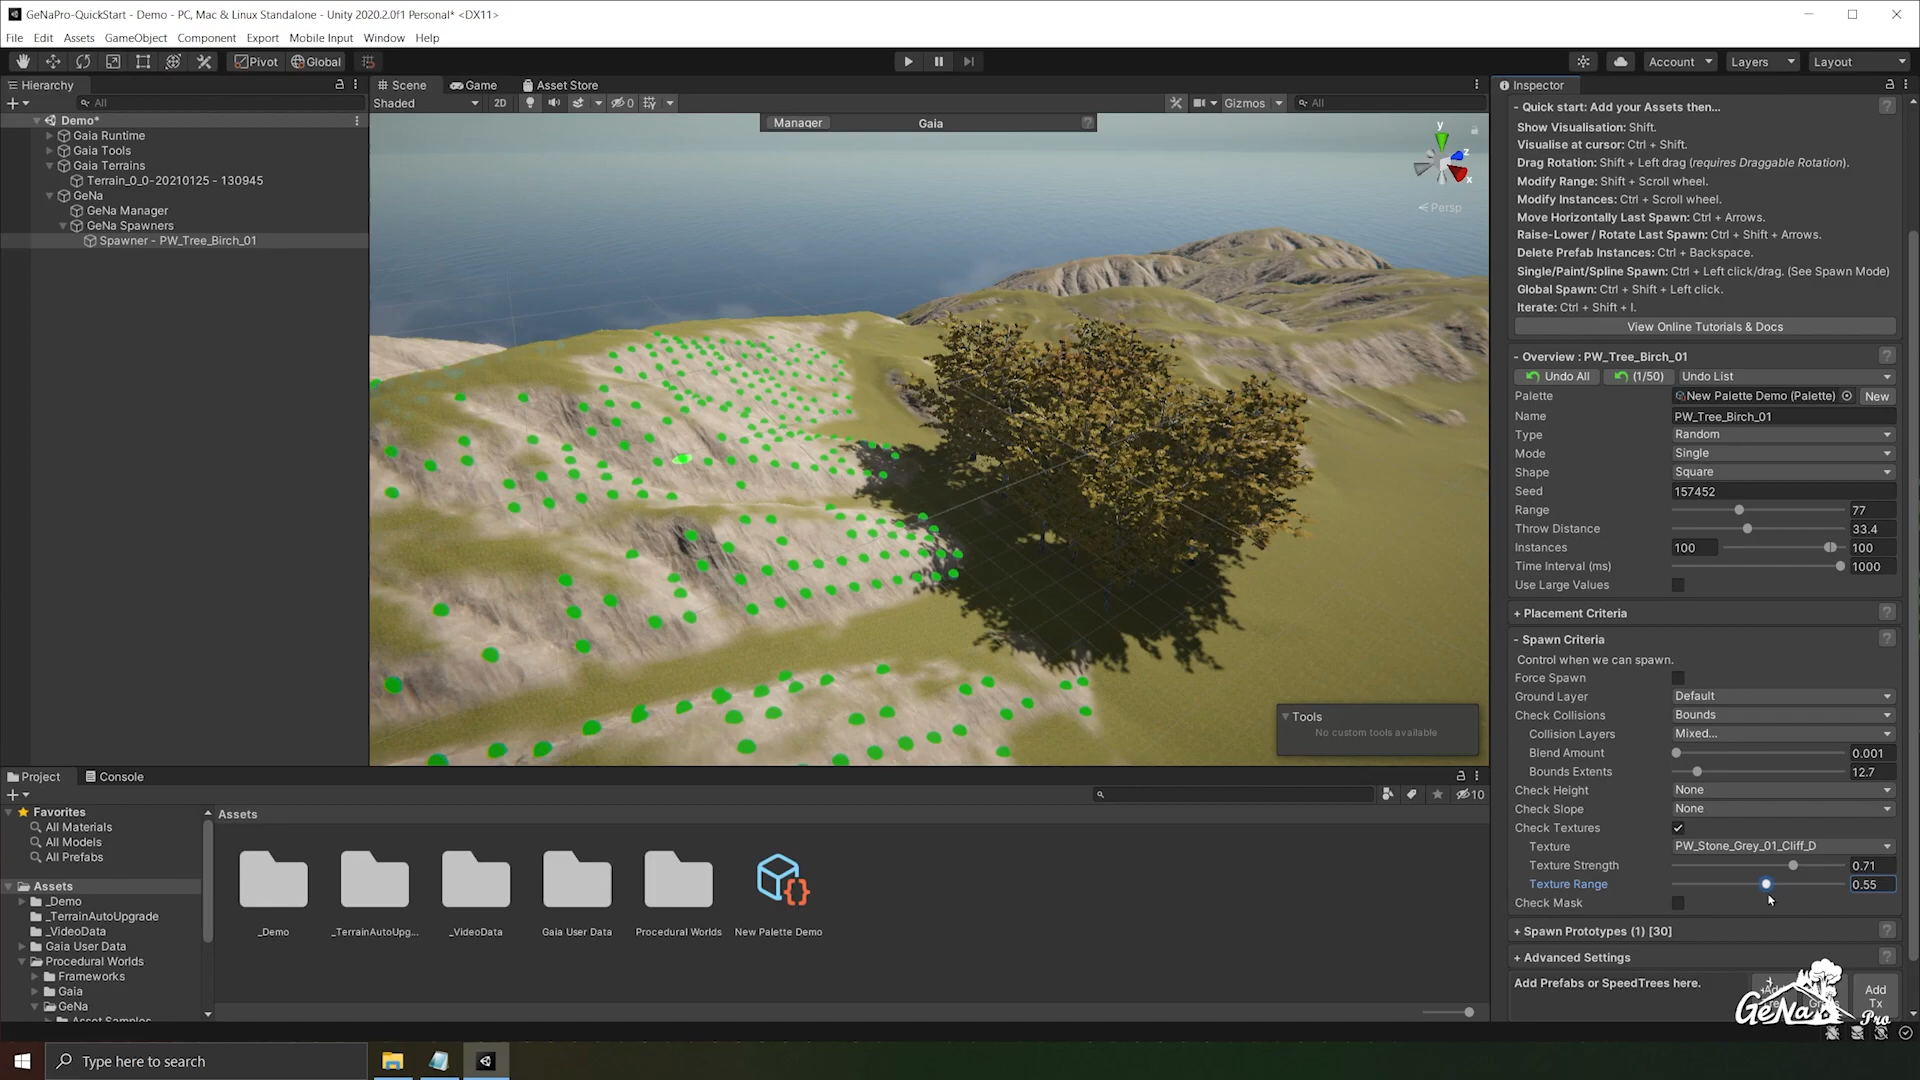 GeNaPro-QuickStart - Demo - PC, Mac & Linux Standalone - Unity 2020.2.0f1 Personal* <DX11>
File Edit Assets GameObject Component Export Mobile Input Window Help
Pivot Global Account Layers Layout
Hierarchy
All
Demo*
Gaia Runtime
Gaia Tools
Gaia Terrains
Terrain_0_0-20210125 - 130945
GeNa
GeNa Manager
GeNa Spawners
Spawner - PW_Tree_Birch_01
Scene Game Asset Store
Shaded 2D 0 Gizmos All
Manager Gaia
y
z
x
Persp
Tools
No custom tools available
Inspector
- Quick start: Add your Assets then...
Show Visualisation: Shift.
Visualise at cursor: Ctrl + Shift.
Drag Rotation: Shift + Left drag (requires Draggable Rotation).
Modify Range: Shift + Scroll wheel.
Modify Instances: Ctrl + Scroll wheel.
Move Horizontally Last Spawn: Ctrl + Arrows.
Raise-Lower / Rotate Last Spawn: Ctrl + Shift + Arrows.
Delete Prefab Instances: Ctrl + Backspace.
Single/Paint/Spline Spawn: Ctrl + Left click/drag. (See Spawn Mode)
Global Spawn: Ctrl + Shift + Left click.
Iterate: Ctrl + Shift + I.
View Online Tutorials & Docs
- Overview : PW_Tree_Birch_01
Undo All (1/50) Undo List
Palette New Palette Demo (Palette) New
Name PW_Tree_Birch_01
Type Random
Mode Single
Shape Square
Seed 157452
Range 77
Throw Distance 33.4
Instances 100 100
Time Interval (ms) 1000
Use Large Values
+ Placement Criteria
- Spawn Criteria
Control when we can spawn.
Force Spawn
Ground Layer Default
Check Collisions Bounds
Collision Layers Mixed...
Blend Amount 0.001
Bounds Extents 12.7
Check Height None
Check Slope None
Check Textures
Texture PW_Stone_Grey_01_Cliff_D
Texture Strength 0.71
Texture Range 0.55
Check Mask
+ Spawn Prototypes (1) [30]
+ Advanced Settings
Add Prefabs or SpeedTrees here.
Add
Tx
GeNa Pro
Project Console
10
Favorites
All Materials
All Models
All Prefabs
Assets
_Demo
_TerrainAutoUpgrade
_VideoData
Gaia User Data
Procedural Worlds
Frameworks
Gaia
GeNa
Asset Samples
Assets
_Demo
_TerrainAutoUpg...
_VideoData
Gaia User Data
Procedural Worlds
New Palette Demo
Type here to search